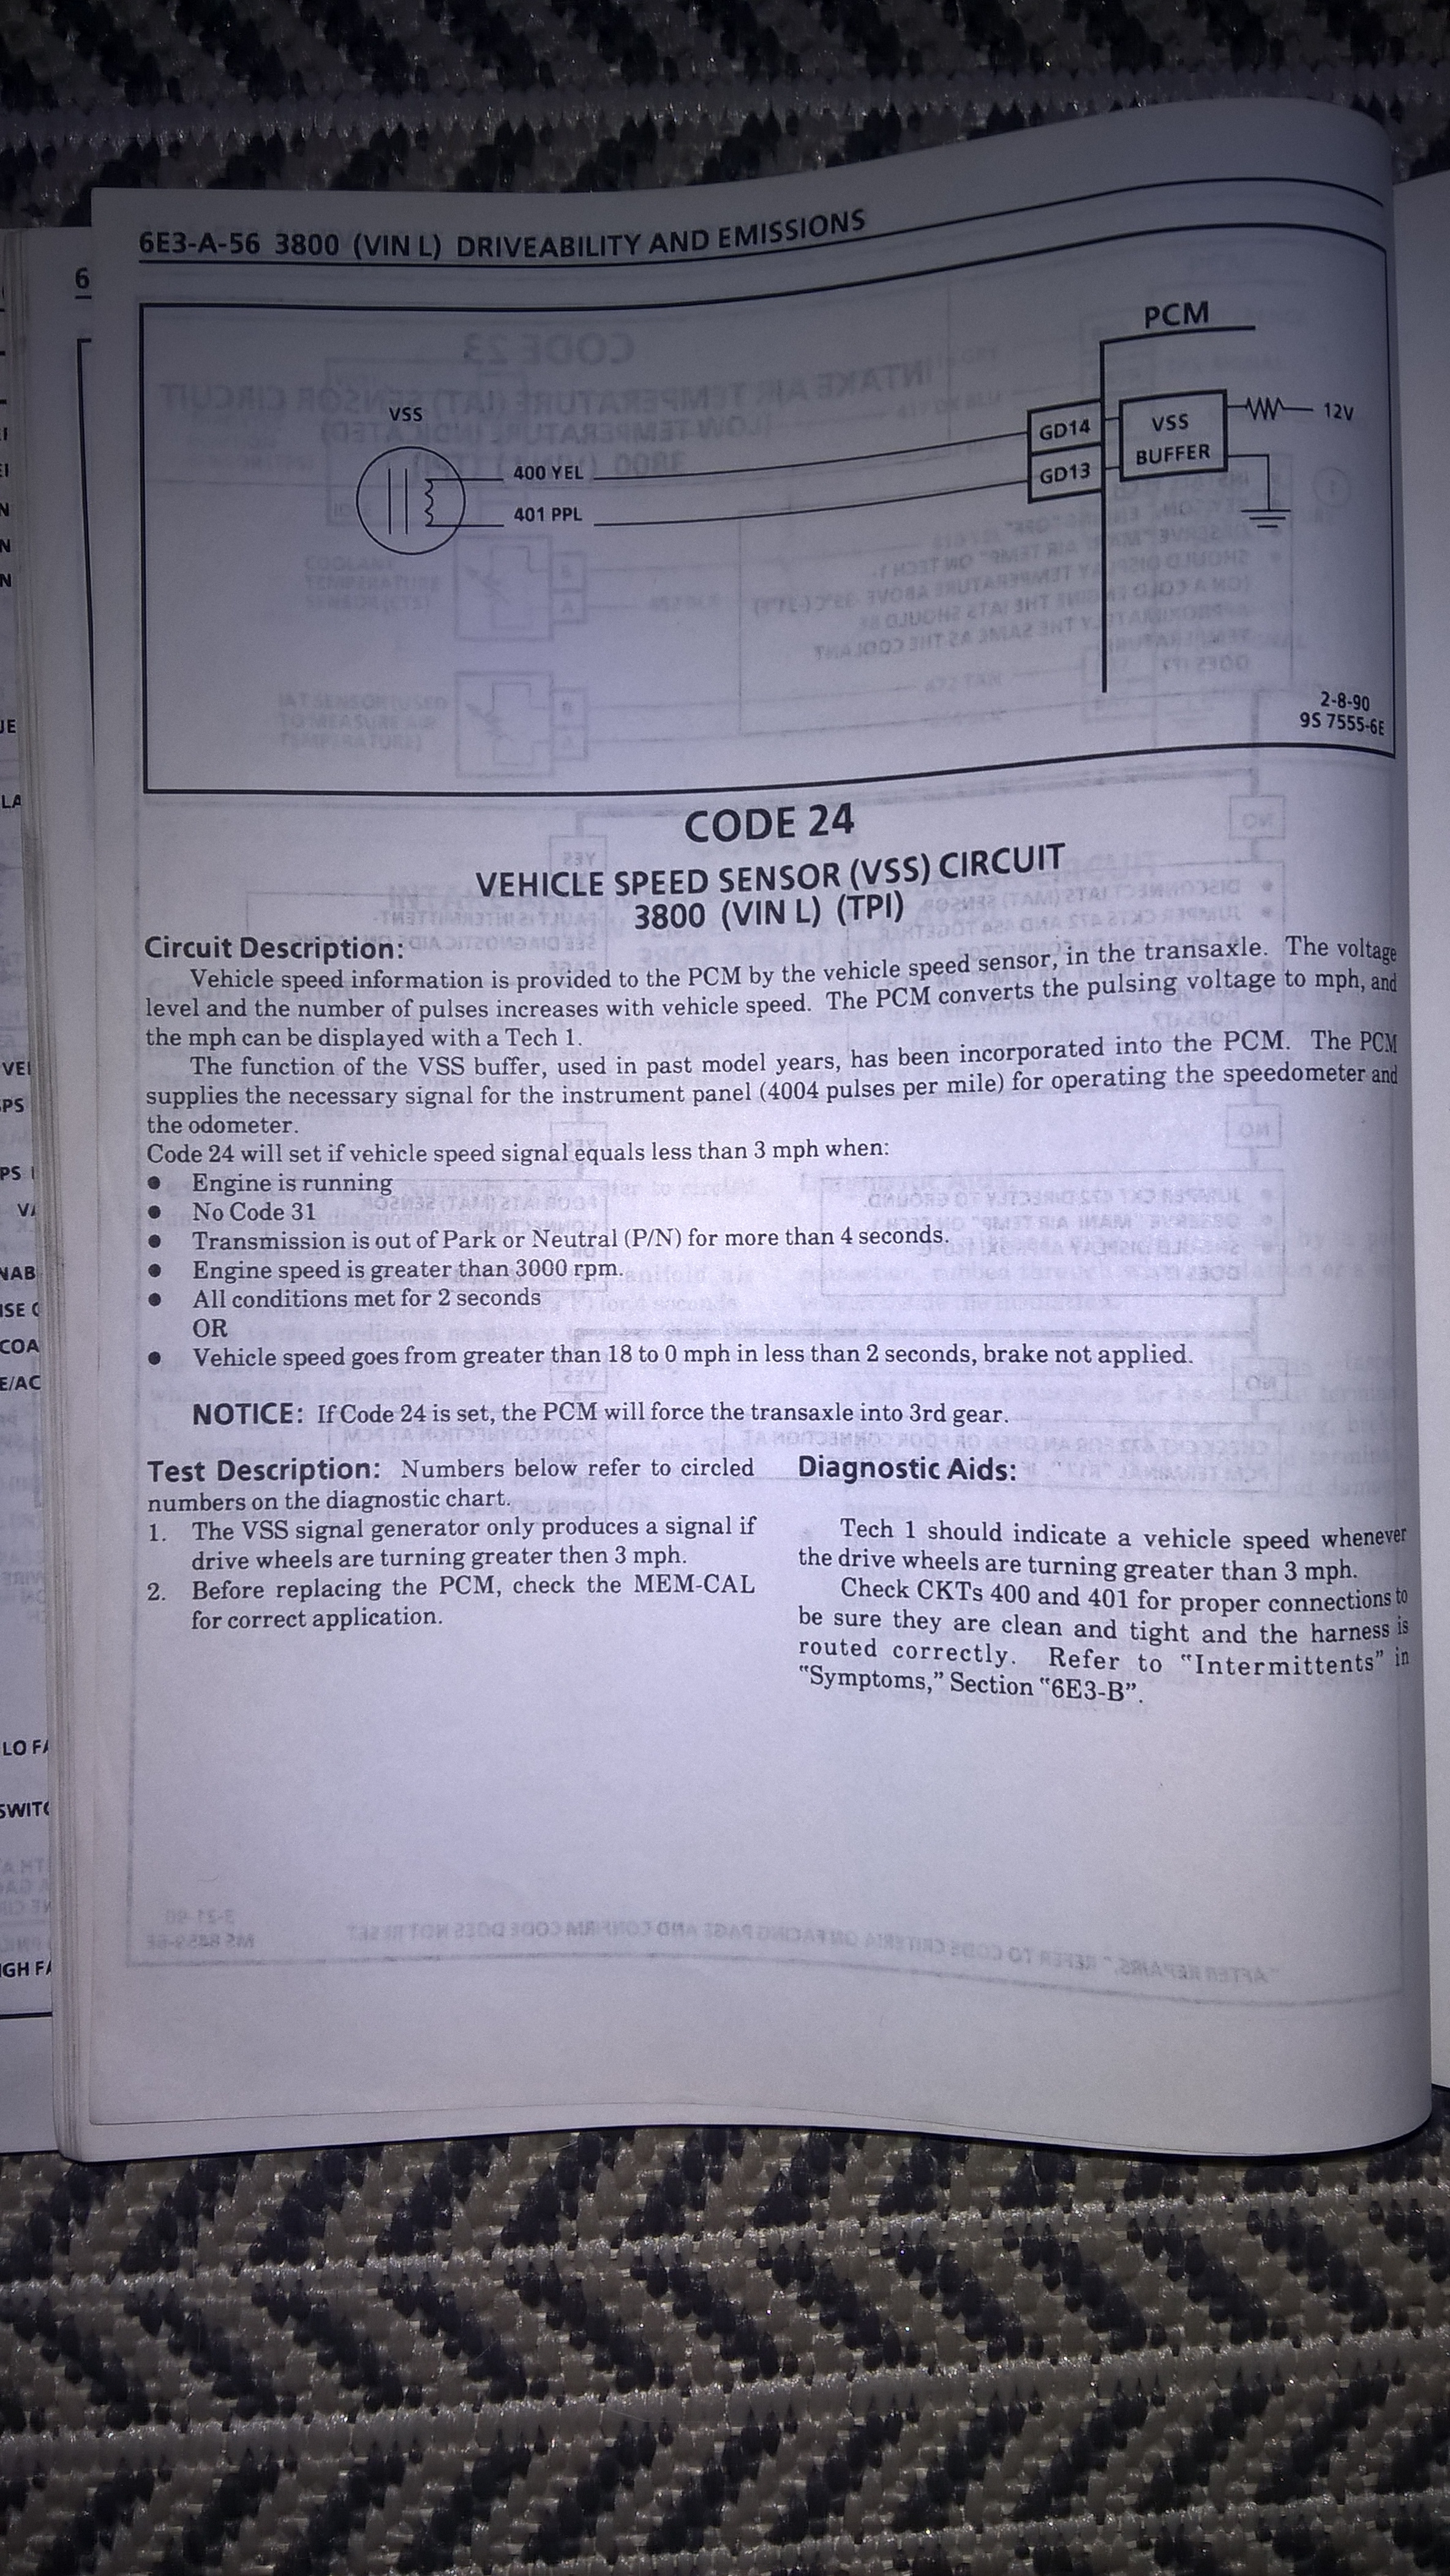 6E3-A-56 3800 (VIN L) DRIVEABILITY AND EMISSIONS
6
PCM
VSS
400 YEL
401 PPL
GD14
GD13
VSS
BUFFER
12V
2-8-90
9S 7555-6E
CODE 24
VEHICLE SPEED SENSOR (VSS) CIRCUIT
3800 (VIN L) (TPI)
Circuit Description:
Vehicle speed information is provided to the PCM by the vehicle speed sensor, in the transaxle. The voltage
level and the number of pulses increases with vehicle speed. The PCM converts the pulsing voltage to mph, and
the mph can be displayed with a Tech 1.
The function of the VSS buffer, used in past model years, has been incorporated into the PCM. The PCM
supplies the necessary signal for the instrument panel (4004 pulses per mile) for operating the speedometer and
the odometer.
Code 24 will set if vehicle speed signal equals less than 3 mph when:
● Engine is running
● No Code 31
● Transmission is out of Park or Neutral (P/N) for more than 4 seconds.
● Engine speed is greater than 3000 rpm.
● All conditions met for 2 seconds
OR
● Vehicle speed goes from greater than 18 to 0 mph in less than 2 seconds, brake not applied.
NOTICE: If Code 24 is set, the PCM will force the transaxle into 3rd gear.
Test Description: Numbers below refer to circled
numbers on the diagnostic chart.
1. The VSS signal generator only produces a signal if
drive wheels are turning greater then 3 mph.
2. Before replacing the PCM, check the MEM-CAL
for correct application.
Diagnostic Aids:
Tech 1 should indicate a vehicle speed whenever
the drive wheels are turning greater than 3 mph.
Check CKTs 400 and 401 for proper connections to
be sure they are clean and tight and the harness is
routed correctly. Refer to "Intermittents" in
"Symptoms," Section "6E3-B".